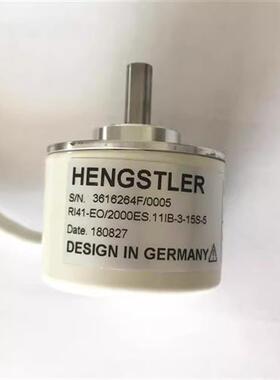 HENGSTLER
S/N. 3616264F/0005
RI41-EO/2000ES.11IB-3-15S-5
Date. 180827
DESIGN IN GERMANY